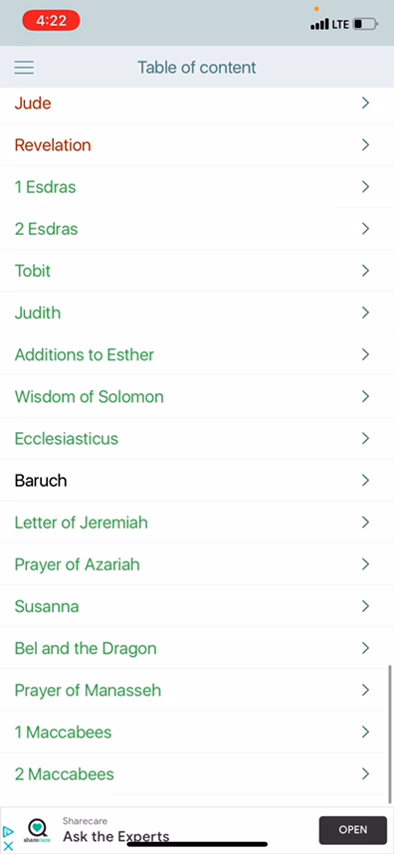 4:22
LTE
Table of content
Jude
Revelation
1 Esdras
2 Esdras
Tobit
Judith
Additions to Esther
Wisdom of Solomon
Ecclesiasticus
Baruch
Letter of Jeremiah
Prayer of Azariah
Susanna
Bel and the Dragon
Prayer of Manasseh
1 Maccabees
2 Maccabees
Sharecare
Ask the Experts
sharecare
OPEN